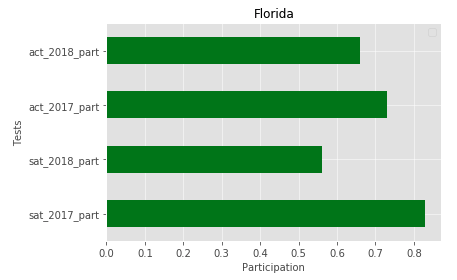 Florida
act_2018_part
act_2017_part
sat_2018_part
sat_2017_part
Tests
0.0 0.1 0.2 0.3 0.4 0.5 0.6 0.7 0.8
Participation